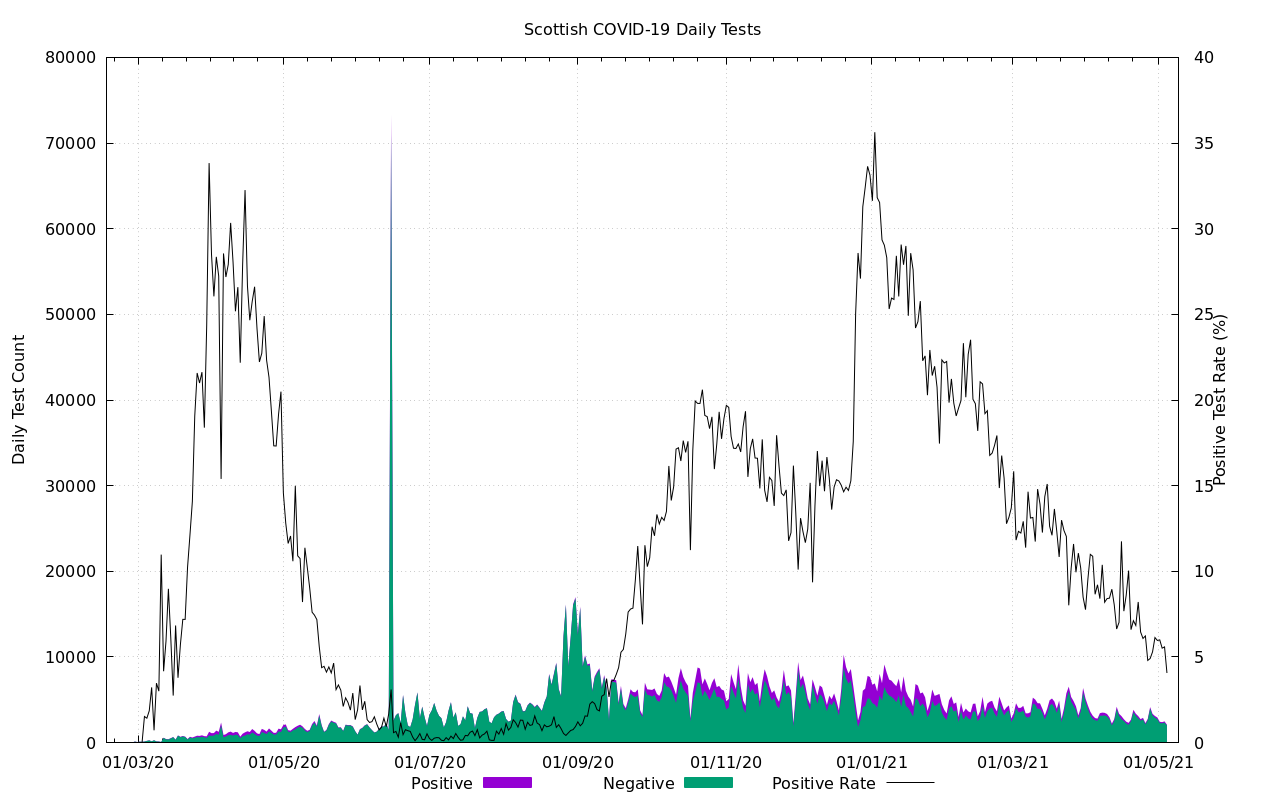 Scottish COVID-19 Daily Tests
80000 40
70000 35
60000 30
50000 25
40000 20
30000 15
20000 10
10000 5
0 0
Daily Test Count
Positive Test Rate (%)
01/03/20 01/05/20 01/07/20 01/09/20 01/11/20 01/01/21 01/03/21 01/05/21
Positive Negative Positive Rate